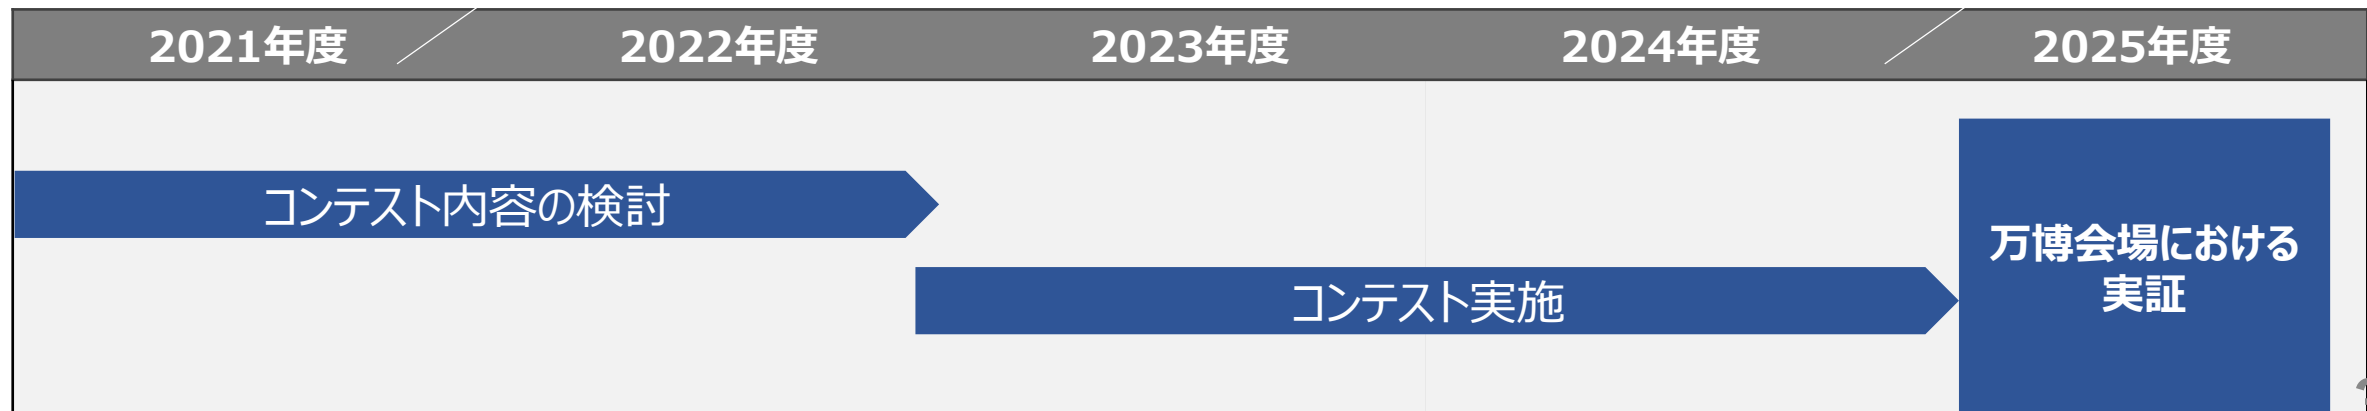 2021年度
2022年度
2023年度
2024年度
2025年度
コンテスト内容の検討
コンテスト実施
万博会場における
実証